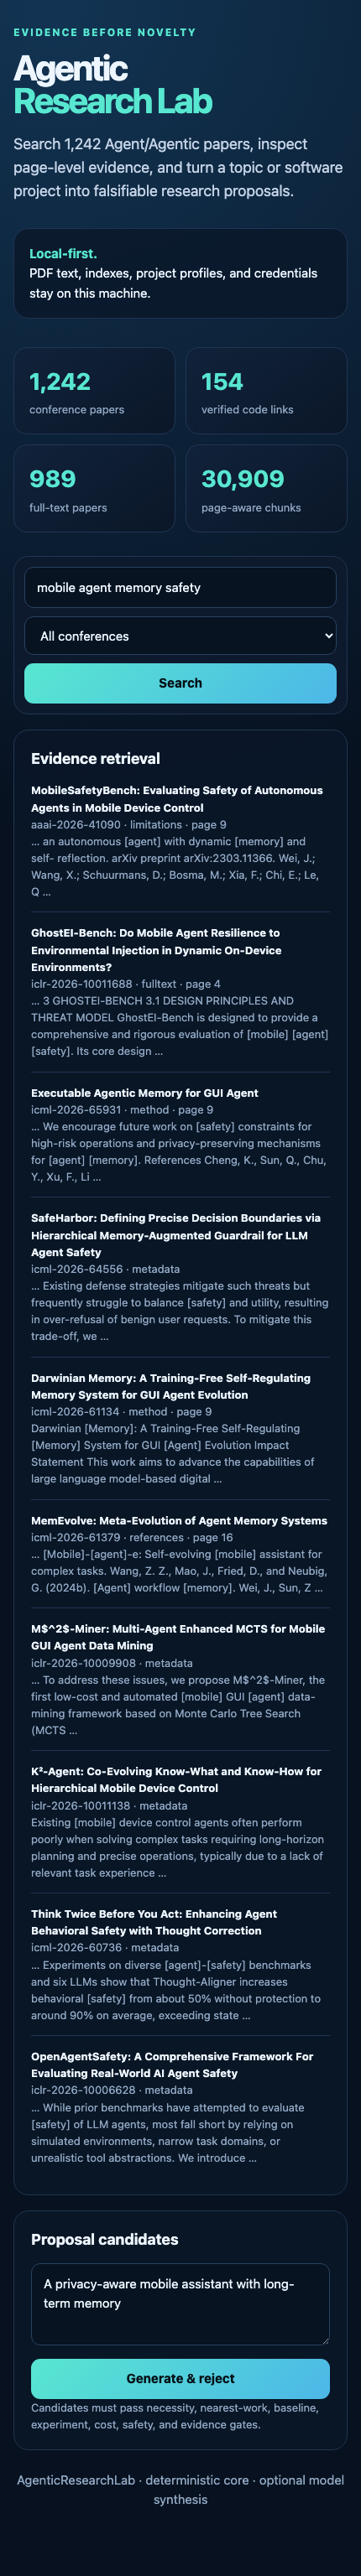 EVIDENCE BEFORE NOVELTY
Agentic
Research Lab
Search 1,242 Agent/Agentic papers, inspect
page-level evidence, and turn a topic or software
project into falsifiable research proposals.
Local-first.
PDF text, indexes, project profiles, and credentials
stay on this machine.
1,242
conference papers
154
verified code links
989
full-text papers
30,909
page-aware chunks
mobile agent memory safety
All conferences
Search
Evidence retrieval
MobileSafetyBench: Evaluating Safety of Autonomous
Agents in Mobile Device Control
aaai-2026-41090 · limitations · page 9
... an autonomous [agent] with dynamic [memory] and
self- reflection. arXiv preprint arXiv:2303.11366. Wei, J.;
Wang, X.; Schuurmans, D.; Bosma, M.; Xia, F.; Chi, E.; Le,
Q ...
GhostEI-Bench: Do Mobile Agent Resilience to
Environmental Injection in Dynamic On-Device
Environments?
iclr-2026-10011688 · fulltext · page 4
... 3 GHOSTEI-BENCH 3.1 DESIGN PRINCIPLES AND
THREAT MODEL GhostEI-Bench is designed to provide a
comprehensive and rigorous evaluation of [mobile] [agent]
[safety]. Its core design ...
Executable Agentic Memory for GUI Agent
icml-2026-65931 · method · page 9
... We encourage future work on [safety] constraints for
high-risk operations and privacy-preserving mechanisms
for [agent] [memory]. References Cheng, K., Sun, Q., Chu,
Y., Xu, F., Li ...
SafeHarbor: Defining Precise Decision Boundaries via
Hierarchical Memory-Augmented Guardrail for LLM
Agent Safety
icml-2026-64556 · metadata
... Existing defense strategies mitigate such threats but
frequently struggle to balance [safety] and utility, resulting
in over-refusal of benign user requests. To mitigate this
trade-off, we ...
Darwinian Memory: A Training-Free Self-Regulating
Memory System for GUI Agent Evolution
icml-2026-61134 · method · page 9
Darwinian [Memory]: A Training-Free Self-Regulating
[Memory] System for GUI [Agent] Evolution Impact
Statement This work aims to advance the capabilities of
large language model-based digital ...
MemEvolve: Meta-Evolution of Agent Memory Systems
icml-2026-61379 · references · page 16
... [Mobile]-[agent]-e: Self-evolving [mobile] assistant for
complex tasks. Wang, Z. Z., Mao, J., Fried, D., and Neubig,
G. (2024b). [Agent] workflow [memory]. Wei, J., Sun, Z ...
M$^2$-Miner: Multi-Agent Enhanced MCTS for Mobile
GUI Agent Data Mining
iclr-2026-10009908 · metadata
... To address these issues, we propose M$^2$-Miner, the
first low-cost and automated [mobile] GUI [agent] data-
mining framework based on Monte Carlo Tree Search
(MCTS ...
K²-Agent: Co-Evolving Know-What and Know-How for
Hierarchical Mobile Device Control
iclr-2026-10011138 · metadata
Existing [mobile] device control agents often perform
poorly when solving complex tasks requiring long-horizon
planning and precise operations, typically due to a lack of
relevant task experience ...
Think Twice Before You Act: Enhancing Agent
Behavioral Safety with Thought Correction
icml-2026-60736 · metadata
... Experiments on diverse [agent]-[safety] benchmarks
and six LLMs show that Thought-Aligner increases
behavioral [safety] from about 50% without protection to
around 90% on average, exceeding state ...
OpenAgentSafety: A Comprehensive Framework For
Evaluating Real-World AI Agent Safety
iclr-2026-10006628 · metadata
... While prior benchmarks have attempted to evaluate
[safety] of LLM agents, most fall short by relying on
simulated environments, narrow task domains, or
unrealistic tool abstractions. We introduce ...
Proposal candidates
A privacy-aware mobile assistant with long-
term memory
Generate & reject
Candidates must pass necessity, nearest-work, baseline,
experiment, cost, safety, and evidence gates.
AgenticResearchLab · deterministic core · optional model
synthesis